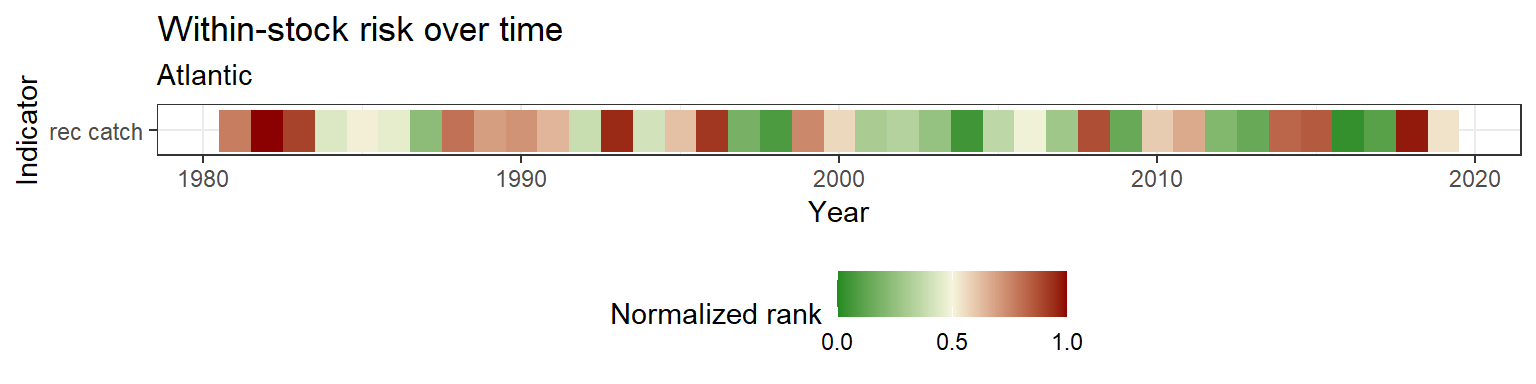 Within-stock risk over time
Atlantic
Indicator
rec catch
1980 1990 2000 2010 2020
Year
Normalized rank
0.0 0.5 1.0